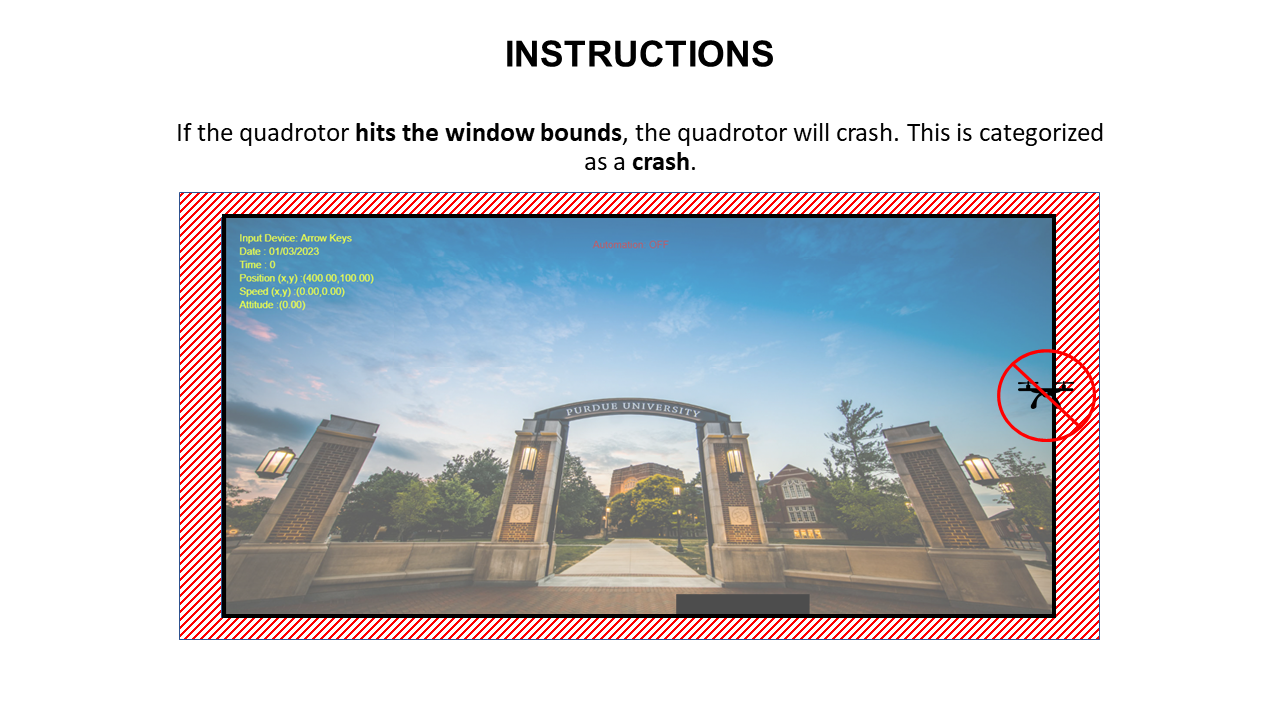 INSTRUCTIONS
If the quadrotor hits the window bounds, the quadrotor will crash. This is categorized
as a crash.
Input Device: Arrow Keys
Date : 01/03/2023
Time : 0
Position (x,y) :(400.00,100.00)
Speed (x,y) :(0.00,0.00)
Attitude :(0.00)
Automation: OFF
PURDUE UNIVERSITY